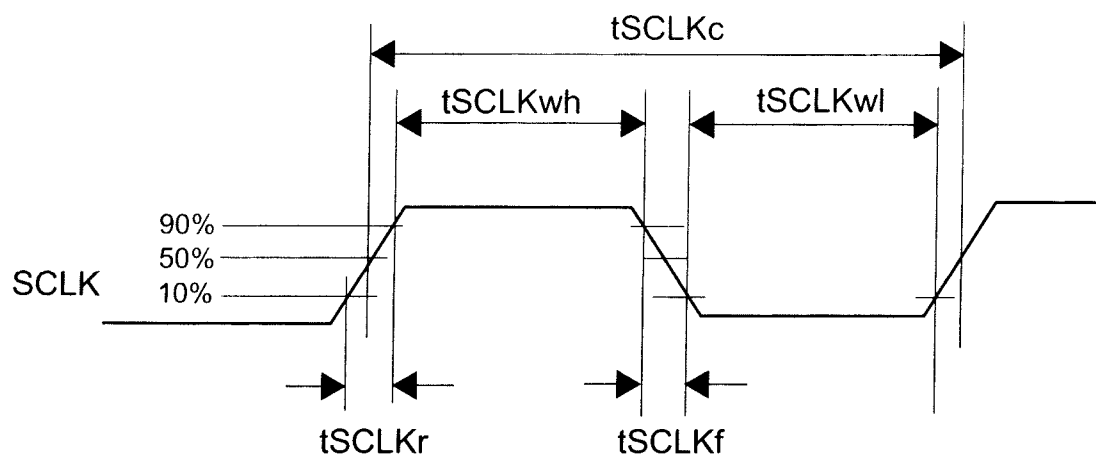 tSCLKc
tSCLKwh
tSCLKwl
90%
50%
SCLK
10%
tSCLKr
tSCLKf